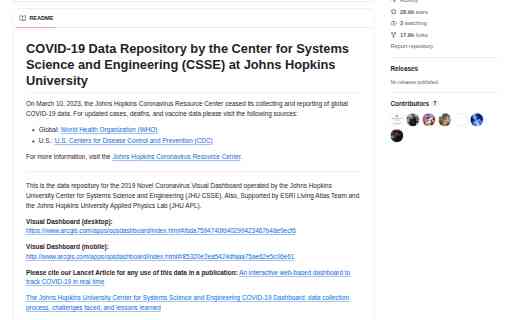 Activity
28.6k stars
README
2 watching
17.8k forks
COVID-19 Data Repository by the Center for Systems
Report repository
Science and Engineering (CSSE) at Johns Hopkins
University
Releases
No releases published
On March 10, 2023, the Johns Hopkins Coronavirus Resource Center ceased its collecting and reporting of global
COVID-19 data. For updated cases, deaths, and vaccine data please visit the following sources:
Contributors 7
Global: World Health Organization (WHO)
U.S.: U.S. Centers for Disease Control and Prevention (CDC)
For more information, visit the Johns Hopkins Coronavirus Resource Center.
This is the data repository for the 2019 Novel Coronavirus Visual Dashboard operated by the Johns Hopkins
University Center for Systems Science and Engineering (JHU CSSE). Also, Supported by ESRI Living Atlas Team and
the Johns Hopkins University Applied Physics Lab (JHU APL).
Visual Dashboard (desktop):
Visual Dashboard (mobile):
Please cite our Lancet Article for any use of this data in a publication: An interactive web-based dashboard to
track COVID-19 in real time
The Johns Hopkins University Center for Systems Science and Engineering COVID-19 Dashboard: data collection
process, challenges faced, and lessons learned